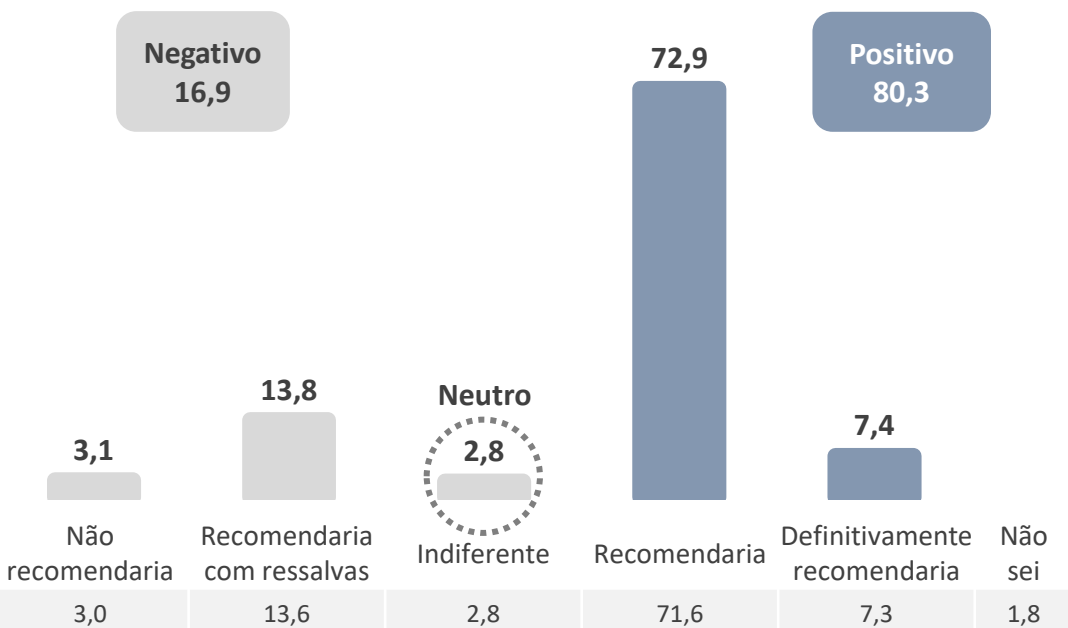 Negativo
16,9
72,9
Positivo
80,3
13,8
Neutro
3,1
2,8
7,4
Não
recomendaria
Recomendaria
com ressalvas
Indiferente
Recomendaria
Definitivamente
recomendaria
Não
sei
3,0
13,6
2,8
71,6
7,3
1,8